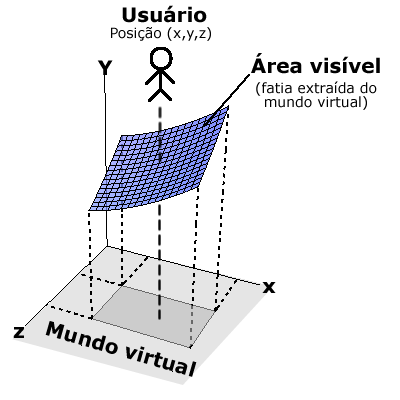 Usuário
Posição (x,y,z)
Y
Área visível
(fatia extraída do
mundo virtual)
x
z
Mundo virtual